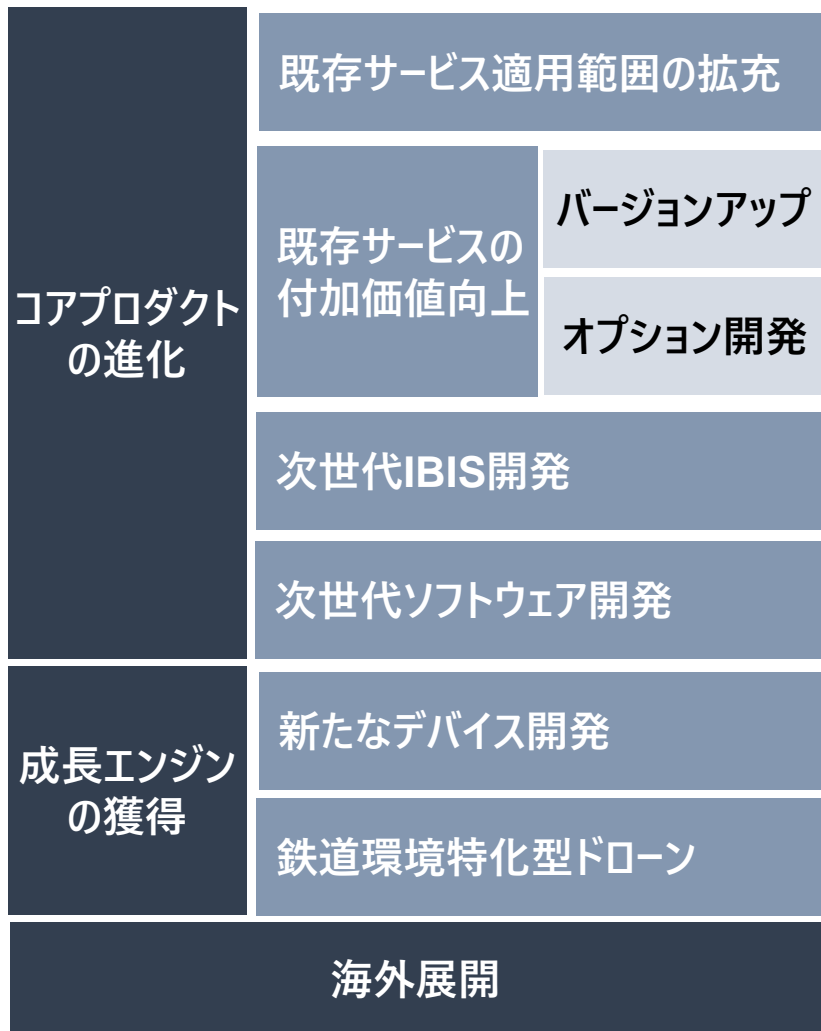 コアプロダクト
の進化
既存サービス適用範囲の拡充
既存サービスの
付加価値向上
バージョンアップ
オプション開発
次世代IBIS開発
次世代ソフトウェア開発
成長エンジン
の獲得
新たなデバイス開発
鉄道環境特化型ドローン
海外展開